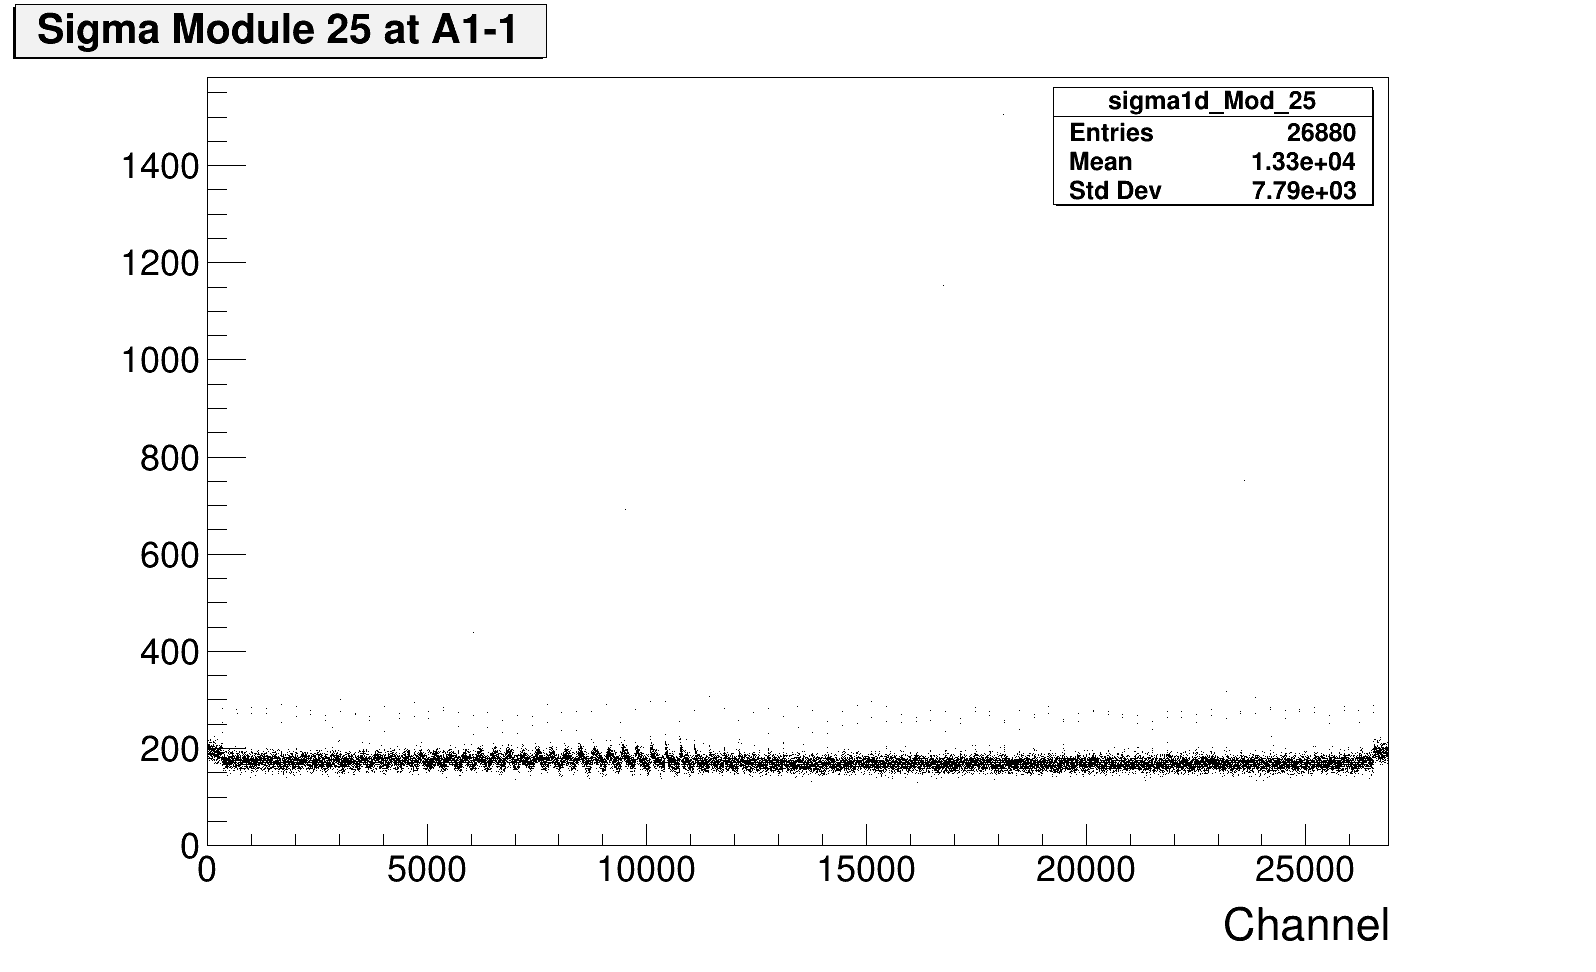 Sigma Module 25 at A1-1
sigma1d_Mod_25
Entries 26880
Mean 1.33e+04
Std Dev 7.79e+03
1400
1200
1000
800
600
400
200
0
0 5000 10000 15000 20000 25000
Channel